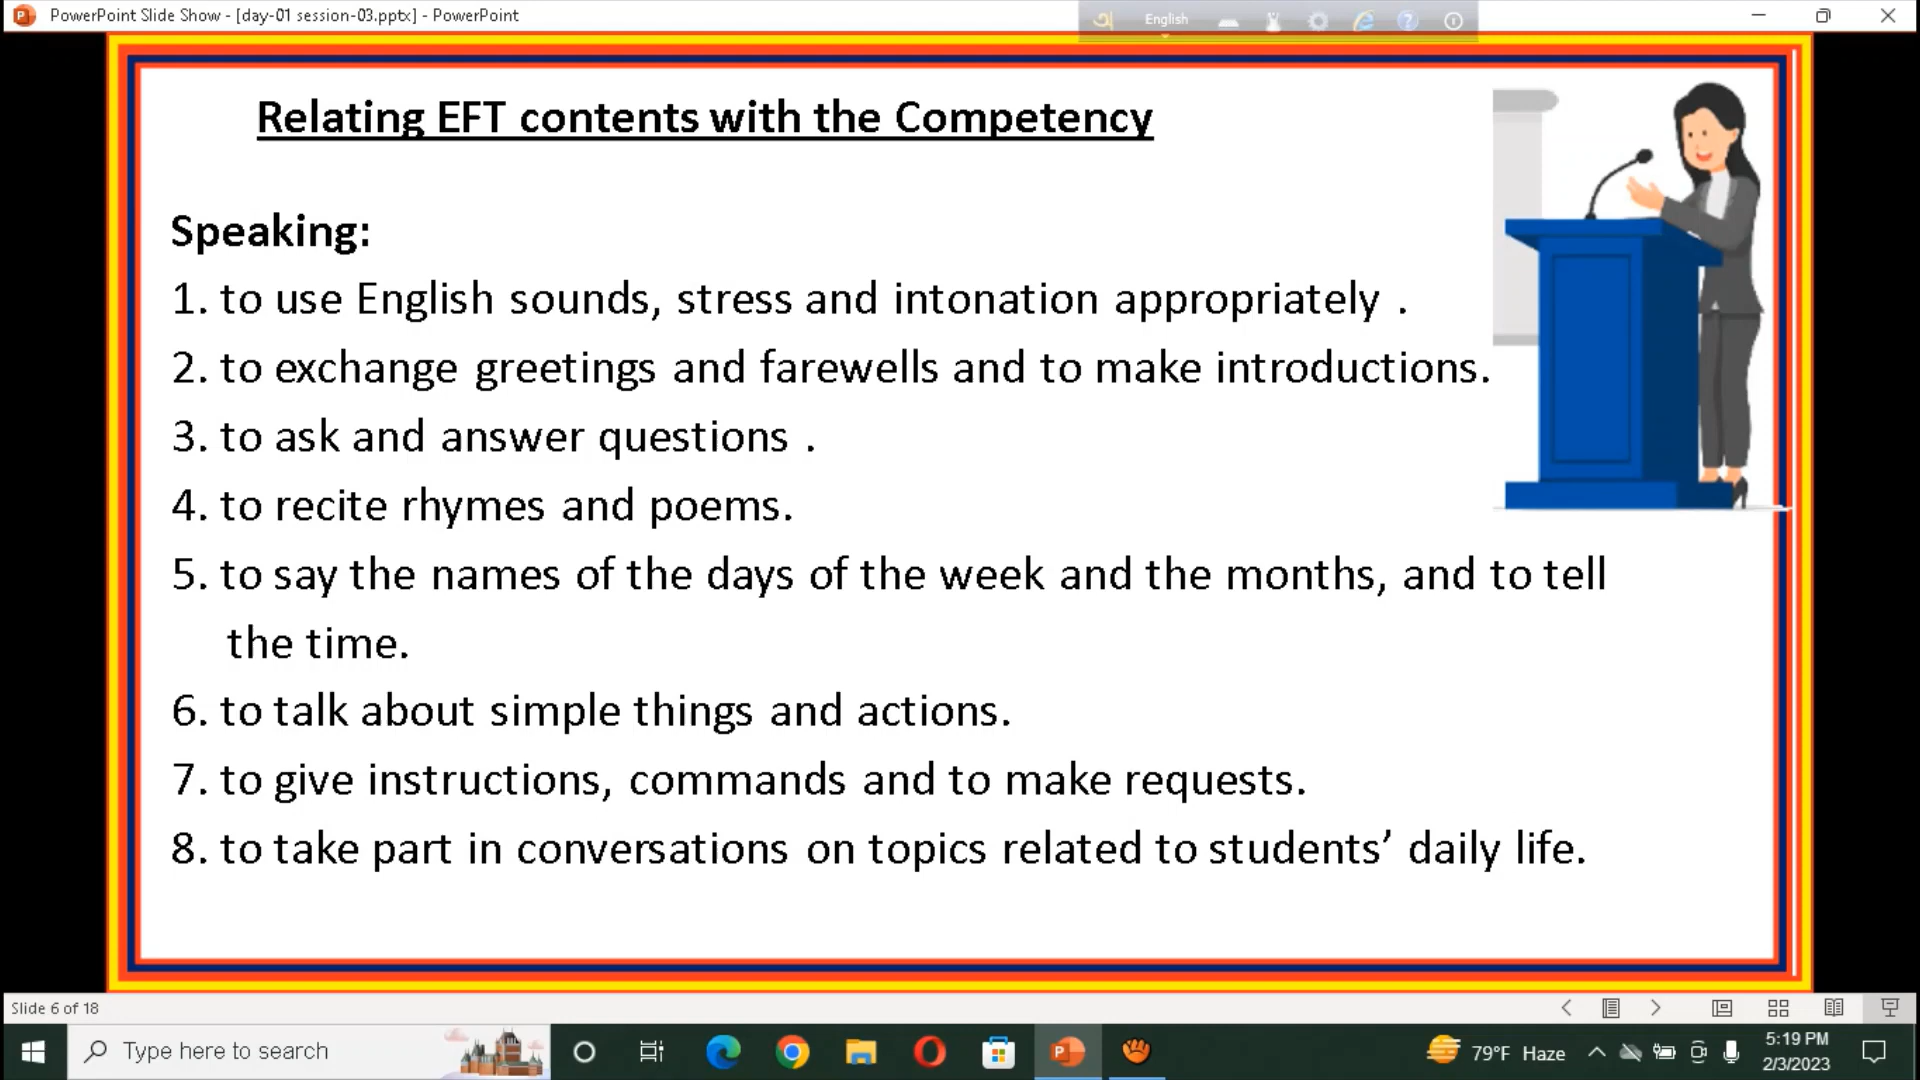 PowerPoint Slide Show - [day-01 session-03.pptx] - PowerPoint
English
Relating EFT contents with the Competency
Speaking:
1. to use English sounds, stress and intonation appropriately .
2. to exchange greetings and farewells and to make introductions.
3. to ask and answer questions .
4. to recite rhymes and poems.
5. to say the names of the days of the week and the months, and to tell
the time.
6. to talk about simple things and actions.
7. to give instructions, commands and to make requests.
8. to take part in conversations on topics related to students’ daily life.
Slide 6 of 18
Type here to search
79°F Haze
5:19 PM
2/3/2023